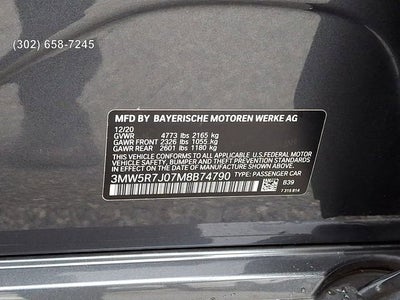 (302) 658-7245
MFD BY BAYERISCHE MOTOREN WERKE AG
12/20
GVWR 4773 lbs 2165 kg
GAWR FRONT 2326 lbs 1055 kg
GAWR REAR 2601 lbs 1180 kg
THIS VEHICLE CONFORMS TO ALL APPLICABLE U.S.FEDERAL MOTOR
VEHICLE SAFETY, BUMPER AND THEFT PREVENTION STANDARDS IN
EFFECT ON THE DATE OF MANUFACTURE SHOWN ABOVE.
3MW5R7J07M8B74790 TYPE: PASSENGER CAR
B39
7 318 814